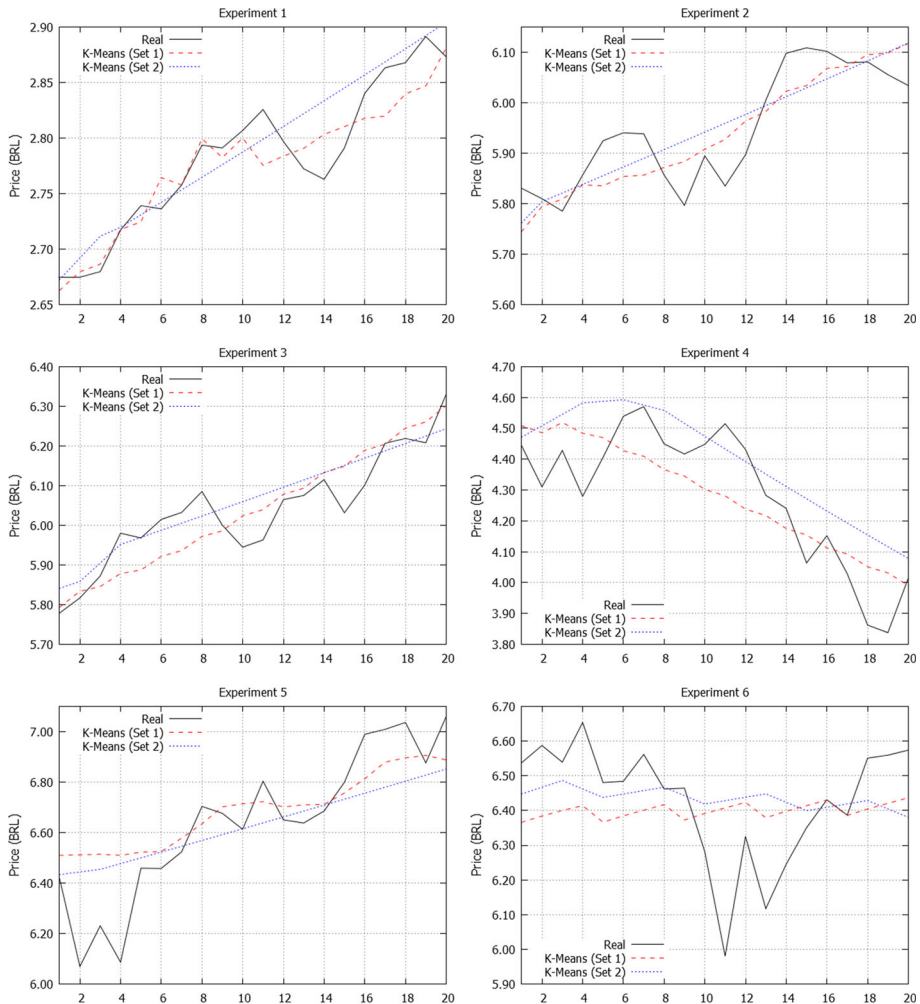 Experiment 1
Price (BRL)
2.90
2.85
2.80
2.75
2.70
2.65
Real
K-Means (Set 1)
K-Means (Set 2)
2 4 6 8 10 12 14 16 18 20
Experiment 2
Price (BRL)
6.10
6.00
5.90
5.80
5.70
5.60
Real
K-Means (Set 1)
K-Means (Set 2)
2 4 6 8 10 12 14 16 18 20
Experiment 3
Price (BRL)
6.40
6.30
6.20
6.10
6.00
5.90
5.80
5.70
Real
K-Means (Set 1)
K-Means (Set 2)
2 4 6 8 10 12 14 16 18 20
Experiment 4
Price (BRL)
4.70
4.60
4.50
4.40
4.30
4.20
4.10
4.00
3.90
3.80
Real
K-Means (Set 1)
K-Means (Set 2)
2 4 6 8 10 12 14 16 18 20
Experiment 5
Price (BRL)
7.00
6.80
6.60
6.40
6.20
6.00
Real
K-Means (Set 1)
K-Means (Set 2)
2 4 6 8 10 12 14 16 18 20
Experiment 6
Price (BRL)
6.70
6.60
6.50
6.40
6.30
6.20
6.10
6.00
5.90
Real
K-Means (Set 1)
K-Means (Set 2)
2 4 6 8 10 12 14 16 18 20